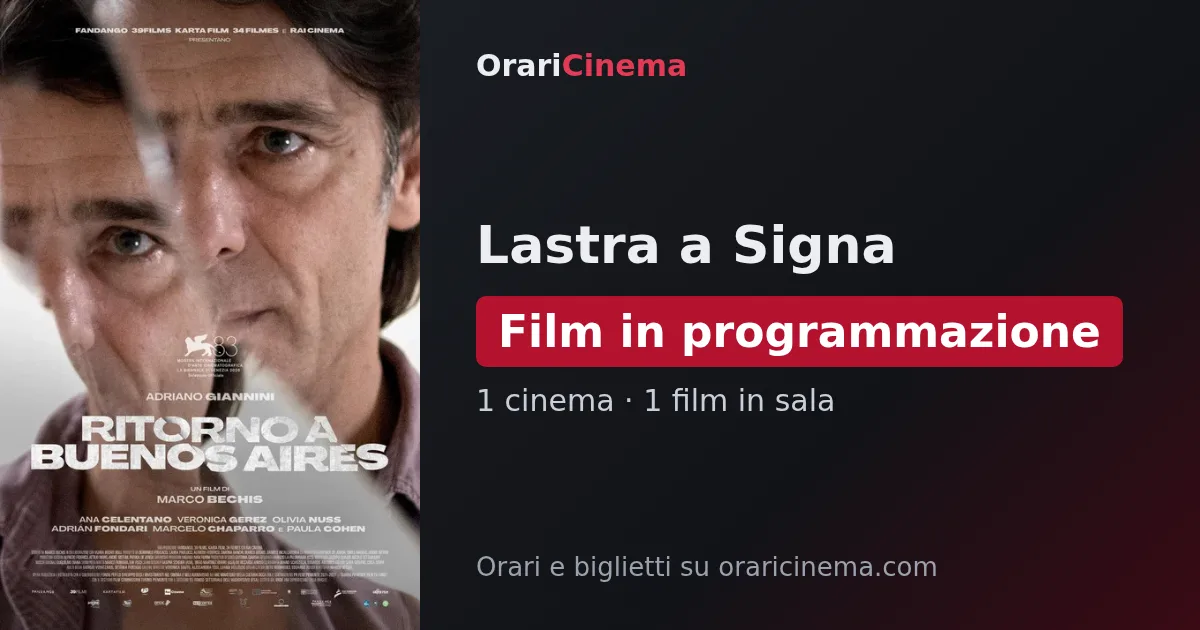 FANDANGO 39FILMS KARTA FILM 34 FILMES E RAI CINEMA
PRESENTANO
83
ADRIANO GIANNINI
RITORNO A
BUENOS AIRES
UN FILM DI
MARCO BECHIS
ANA CELENTANO VERONICA GEREZ OLIVIA NUSS
ADRIAN FONDARI MARCELO CHAPARRO E PAULA COHEN
OrariCinema
Lastra a Signa
Film in programmazione
1 cinema · 1 film in sala
Orari e biglietti su oraricinema.com